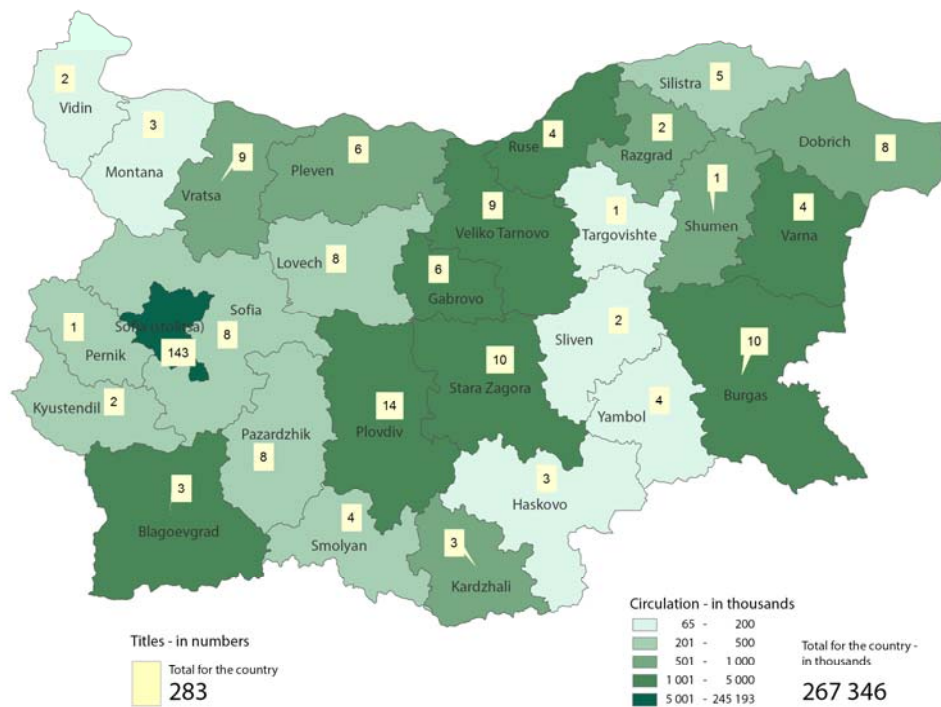 2
Vidin
3
Montana
9
Vratsa
6
Pleven
4
Ruse
2
Razgrad
5
Silistra
8
Dobrich
1
Shumen
4
Varna
1
Targovishte
9
Veliko Tarnovo
6
Gabrovo
8
Lovech
8
Sofia
Sofia (stolitsa)
143
1
Pernik
2
Kyustendil
8
Pazardzhik
14
Plovdiv
10
Stara Zagora
2
Sliven
4
Yambol
10
Burgas
3
Haskovo
3
Kardzhali
4
Smolyan
3
Blagoevgrad
Titles - in numbers
Total for the country
283
Circulation - in thousands
65 - 200
201 - 500
501 - 1 000
1 001 - 5 000
5 001 - 245 193
Total for the country -
in thousands
267 346